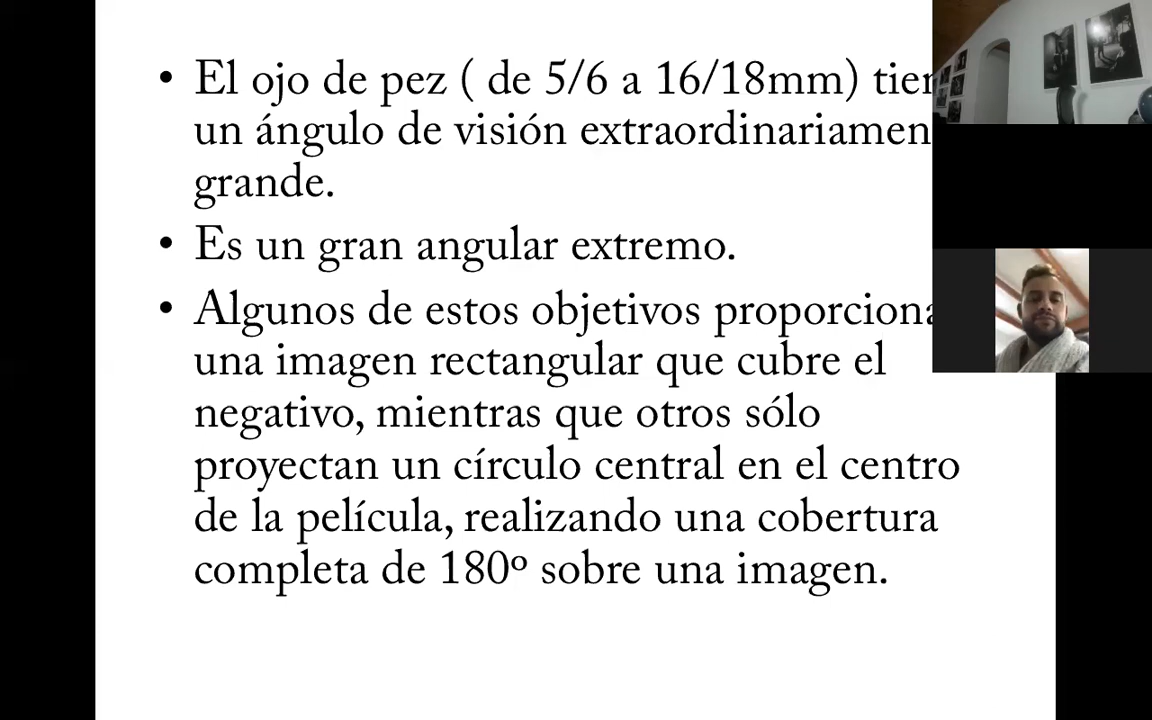 • El ojo de pez ( de 5/6 a 16/18mm)
un ángulo de visión
grande.
• Es un gran angular extremo.
• Algunos de estos objetivos
una imagen rectangular que cubre el
negativo, mientras que otros sólo
proyectan un círculo central en el centro
de la película, realizando una cobertura
completa de 180º sobre una imagen.